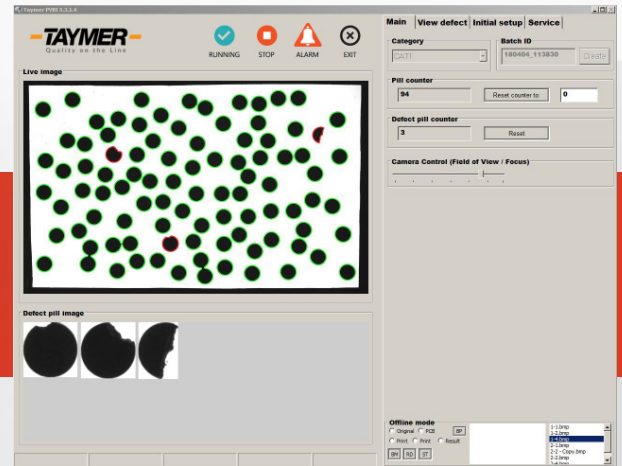 Taymer PVIS 5.3.1.4
TAYMER
Quality on the Line
RUNNING
STOP
ALARM
EXIT
Main
View defect
Initial setup
Service
Category
CAT1
Batch ID
180404_113830
Create
Live image
Pill counter
94
Reset counter to:
0
Defect pill counter
3
Reset
Camera Control (Field of View / Focus)
Defect pill image
Offline mode
Original
PCB
BP
Print
Print
Result
BM
RD
ST
1-1.bmp
1-2.bmp
1-4.bmp
2-1.bmp
2-2 - Copy.bmp
2-2.bmp